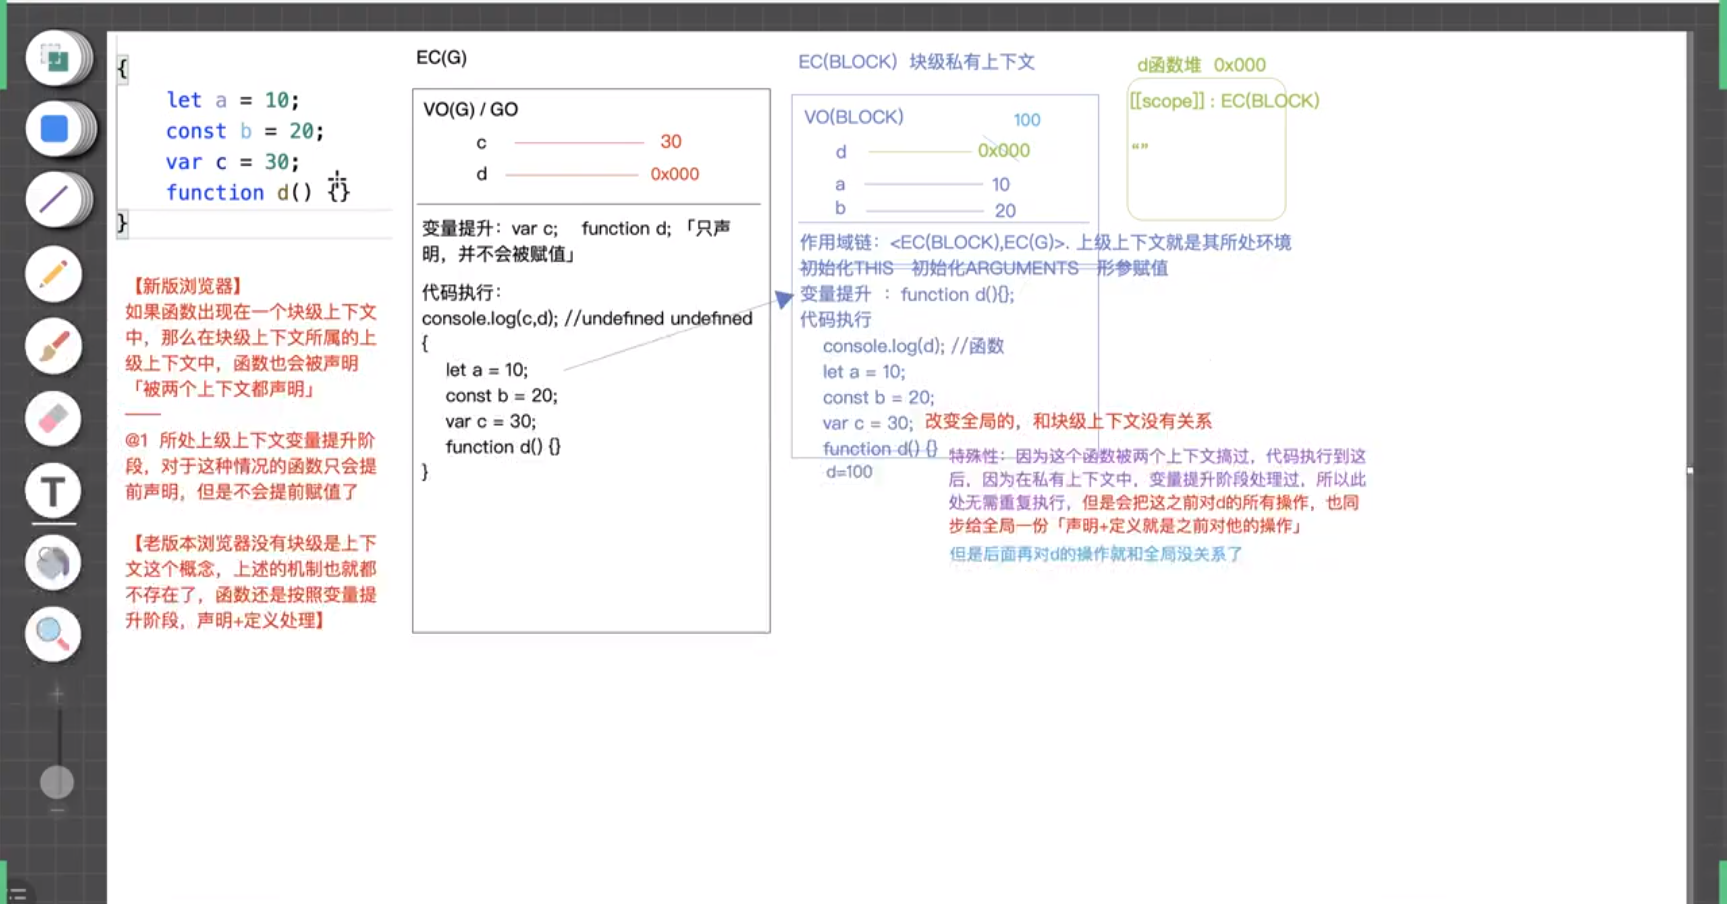 {
let a = 10;
const b = 20;
var c = 30;
function d() {}
}
【新版浏览器】
如果函数出现在一个块级上下文
中，那么在块级上下文所属的上
级上下文中，函数也会被声明
「被两个上下文都声明」
——
@1 所处上级上下文变量提升阶
段，对于这种情况的函数只会提
前声明，但是不会提前赋值了
【老版本浏览器没有块级是上下
文这个概念，上述的机制也就都
不存在了，函数还是按照变量提
升阶段，声明+定义处理】
EC(G)
VO(G) / GO
c 30
d 0x000
变量提升：var c; function d; 「只声
明，并不会被赋值」
代码执行：
console.log(c,d); //undefined undefined
{
let a = 10;
const b = 20;
var c = 30;
function d() {}
}
EC(BLOCK) 块级私有上下文
VO(BLOCK) 100
d 0x000
a 10
b 20
作用域链：<EC(BLOCK),EC(G)>. 上级上下文就是其所处环境
初始化THIS 初始化ARGUMENTS 形参赋值
变量提升 ：function d(){};
代码执行
console.log(d); //函数
let a = 10;
const b = 20;
var c = 30; 改变全局的，和块级上下文没有关系
function d() {}
d=100
特殊性：因为这个函数被两个上下文搞过，代码执行到这
后，因为在私有上下文中，变量提升阶段处理过，所以此
处无需重复执行，但是会把这之前对d的所有操作，也同
步给全局一份「声明+定义就是之前对他的操作」
但是后面再对d的操作就和全局没关系了
d函数堆 0x000
[[scope]] : EC(BLOCK)
“”
T